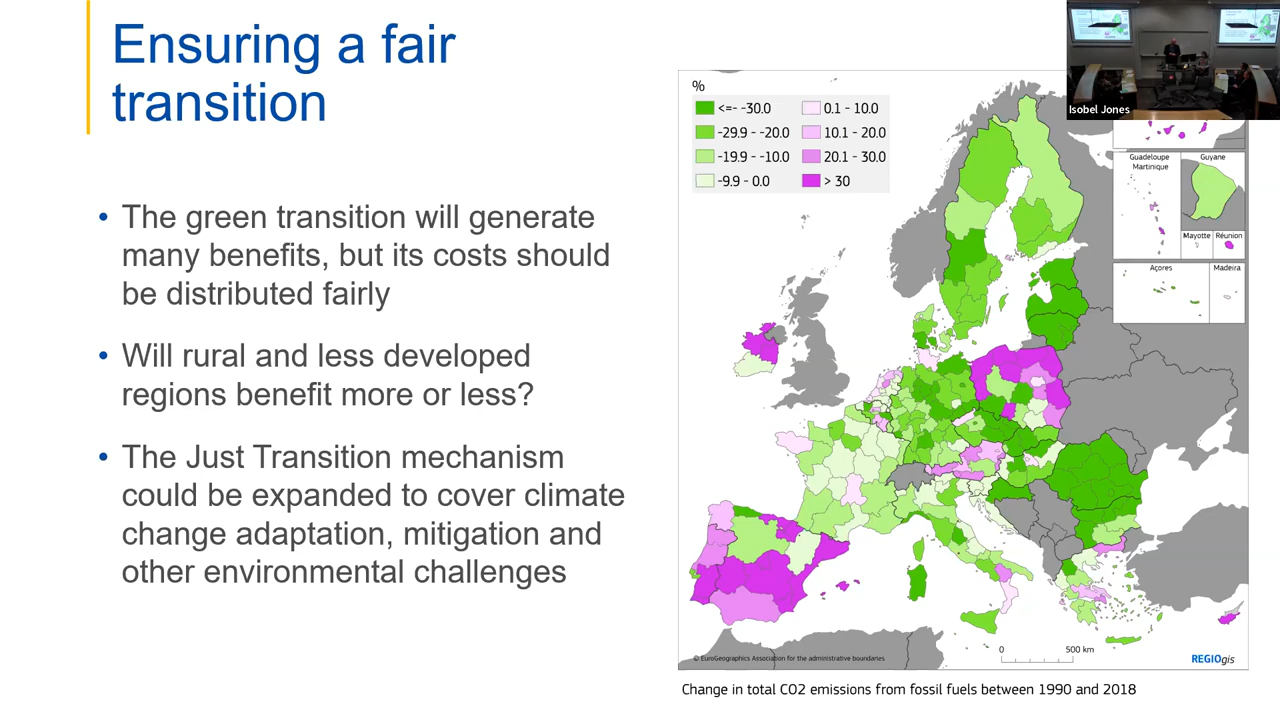 Ensuring a fair
transition
• The green transition will generate
many benefits, but its costs should
be distributed fairly
• Will rural and less developed
regions benefit more or less?
• The Just Transition mechanism
could be expanded to cover climate
change adaptation, mitigation and
other environmental challenges
%
<=- -30.0
-29.9 - -20.0
-19.9 - -10.0
-9.9 - 0.0
0.1 - 10.0
10.1 - 20.0
20.1 - 30.0
> 30
Isobel Jones
Guadeloupe
Martinique
Guyane
Mayotte
Réunion
Açores
Madeira
© EuroGeographics Association for the administrative boundaries
0 500 km
REGIOgis
Change in total CO2 emissions from fossil fuels between 1990 and 2018